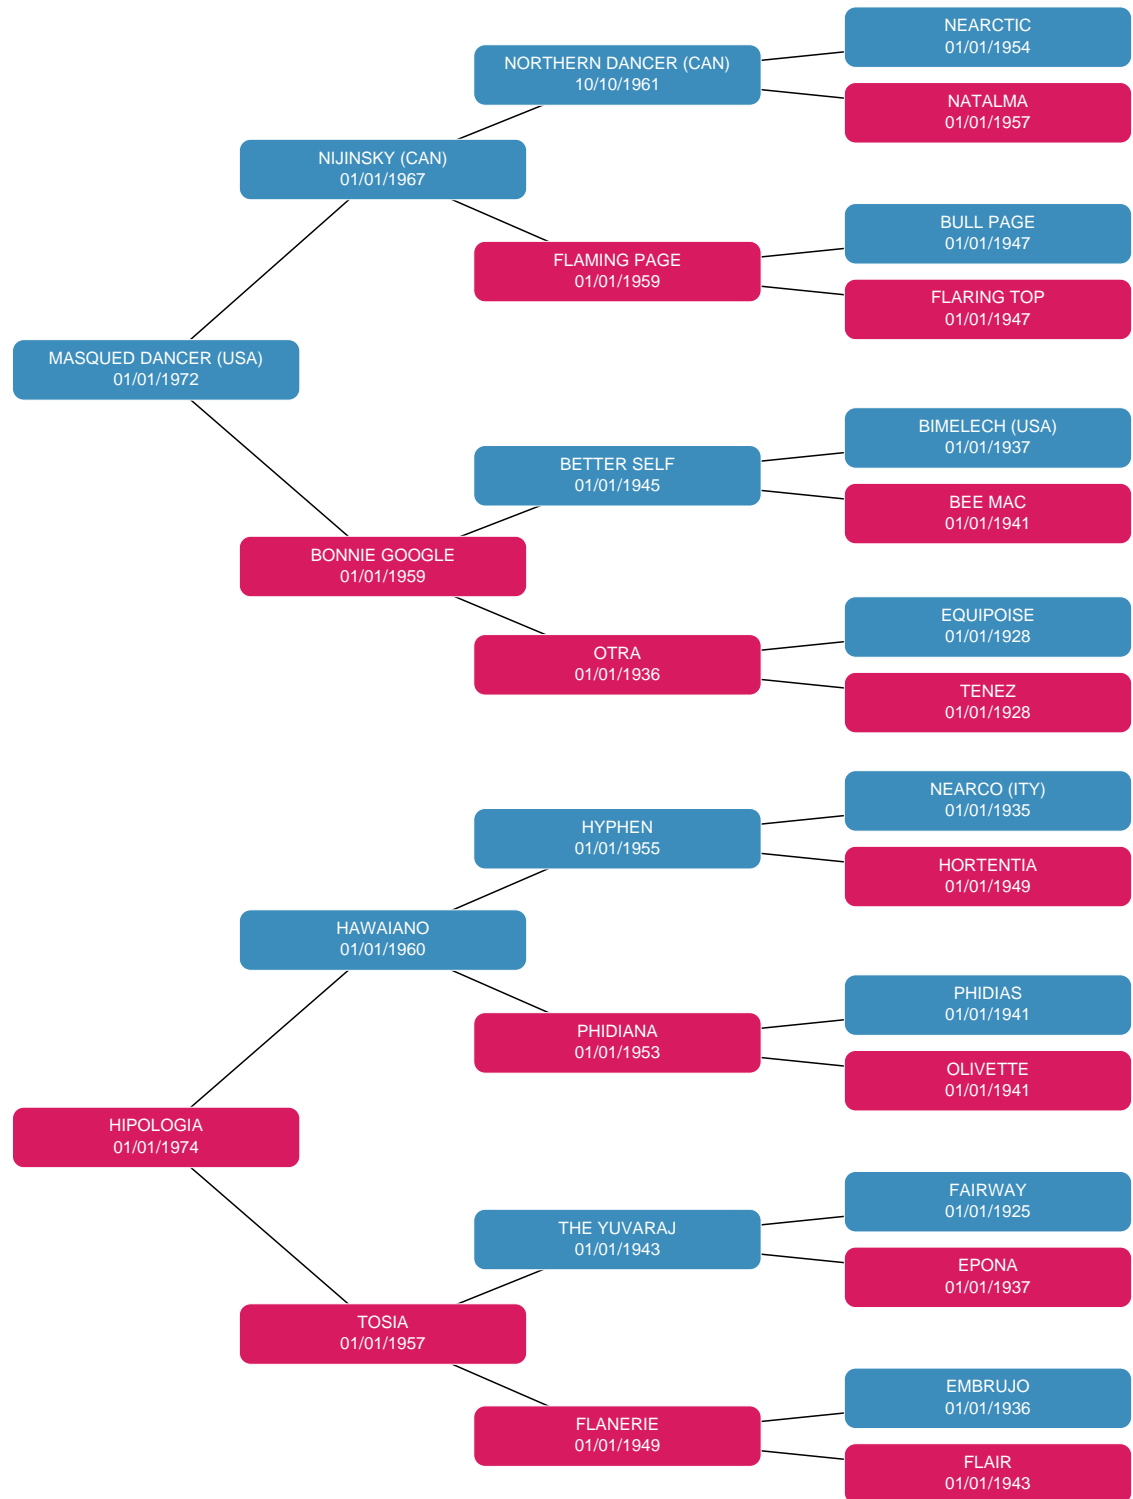 NEARCTIC
01/01/1954
NORTHERN DANCER (CAN)
10/10/1961
NATALMA
01/01/1957
NIJINSKY (CAN)
01/01/1967
BULL PAGE
01/01/1947
FLAMING PAGE
01/01/1959
FLARING TOP
01/01/1947
MASQUED DANCER (USA)
01/01/1972
BIMELECH (USA)
01/01/1937
BETTER SELF
01/01/1945
BEE MAC
01/01/1941
BONNIE GOOGLE
01/01/1959
EQUIPOISE
01/01/1928
OTRA
01/01/1936
TENEZ
01/01/1928
NEARCO (ITY)
01/01/1935
HYPHEN
01/01/1955
HORTENTIA
01/01/1949
HAWAIANO
01/01/1960
PHIDIAS
01/01/1941
PHIDIANA
01/01/1953
OLIVETTE
01/01/1941
HIPOLOGIA
01/01/1974
FAIRWAY
01/01/1925
THE YUVARAJ
01/01/1943
EPONA
01/01/1937
TOSIA
01/01/1957
EMBRUJO
01/01/1936
FLANERIE
01/01/1949
FLAIR
01/01/1943